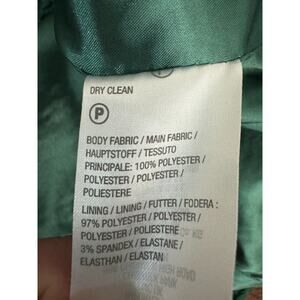 DRY CLEAN
P
BODY FABRIC / MAIN FABRIC /
HAUPTSTOFF / TESSUTO
PRINCIPALE: 100% POLYESTER /
POLYESTER / POLYESTER /
POLIESTERE
LINING / LINING / FUTTER / FODERA :
97% POLYESTER / POLYESTER /
POLYESTER / POLIESTERE
3% SPANDEX / ELASTANE /
ELASTHAN / ELASTAN